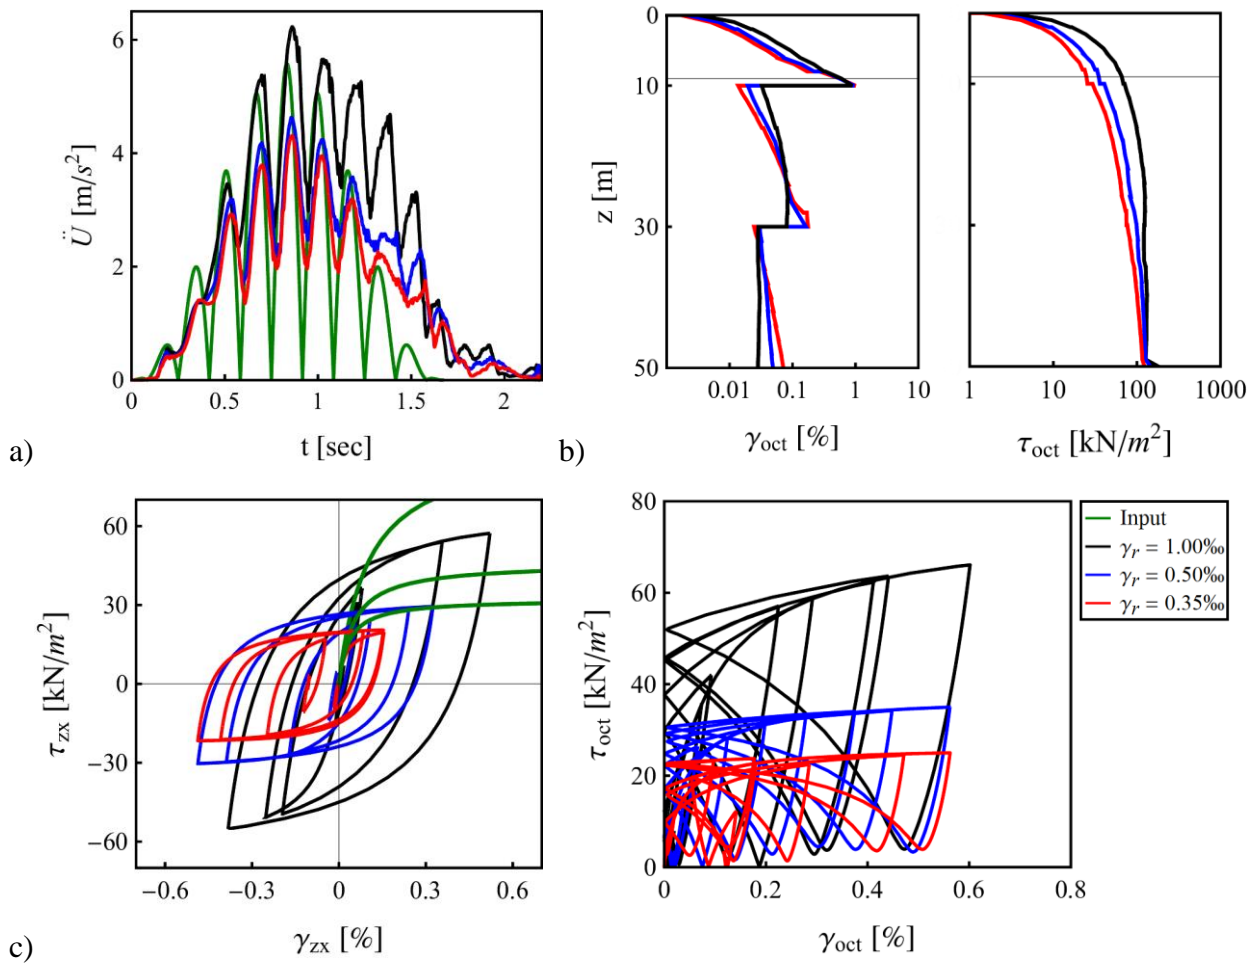 a)
Ü [m/s²]
6
4
2
0
0
0.5
1
1.5
2
t [sec]
b)
z [m]
0
10
30
50
0.01
0.1
1
10
γoct [%]
1
10
100
1000
τoct [kN/m²]
c)
τzx [kN/m²]
60
30
0
−30
−60
−0.6
−0.3
0
0.3
0.6
γzx [%]
τoct [kN/m²]
80
60
40
20
0
0
0.2
0.4
0.6
0.8
γoct [%]
Input
γr = 1.00‰
γr = 0.50‰
γr = 0.35‰